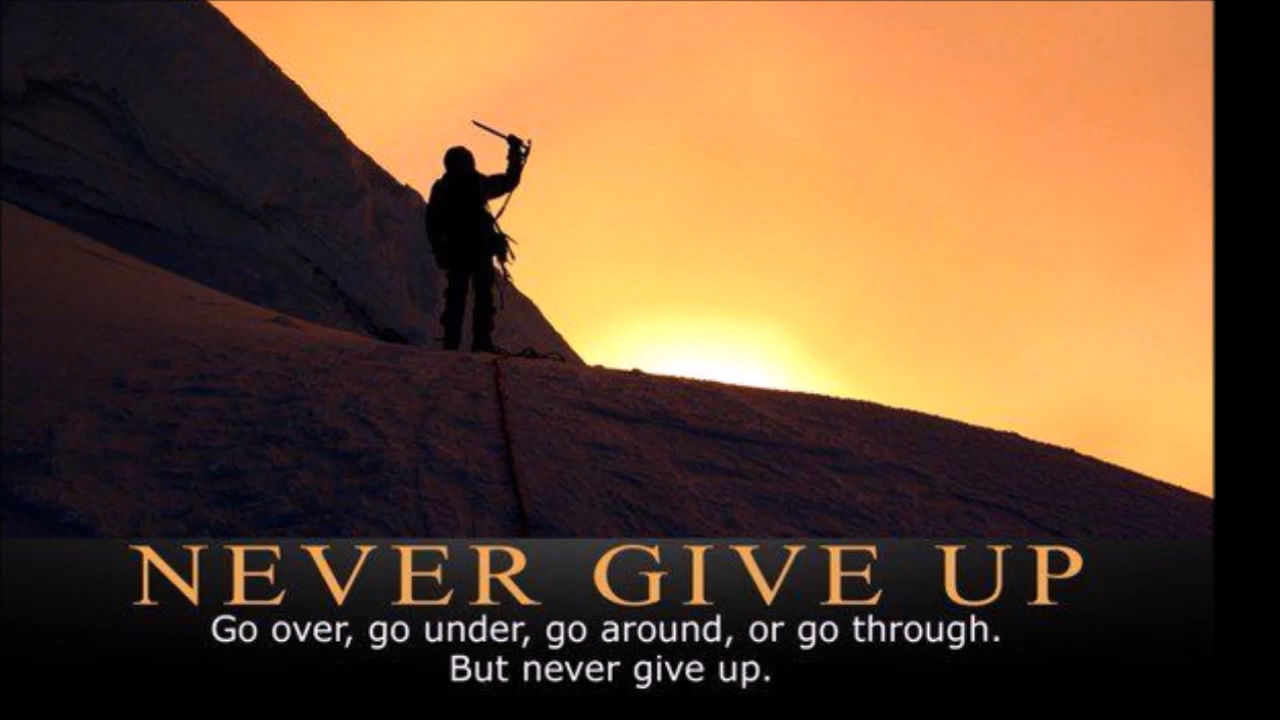 NEVER GIVE UP
Go over, go under, go around, or go through.
But never give up.